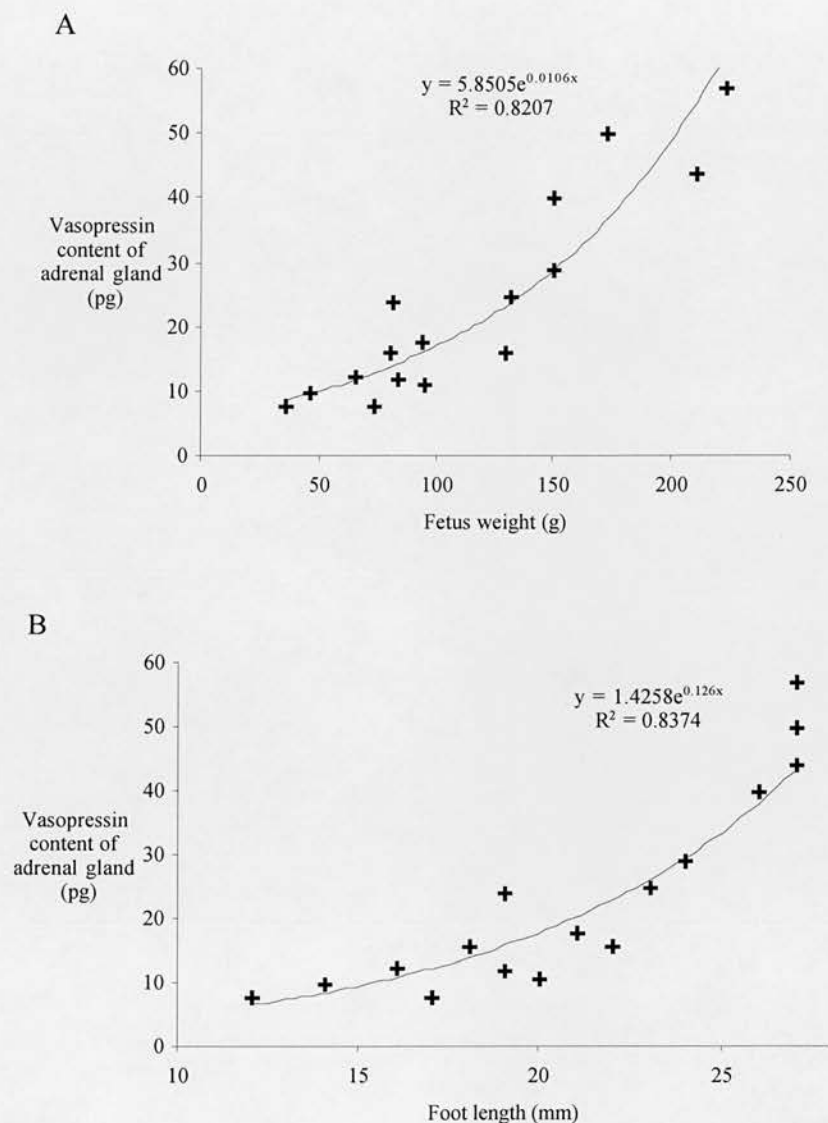 A
60
50
40
30
20
10
0
Vasopressin
content of
adrenal gland
(pg)
y = 5.8505e^0.0106x
R² = 0.8207
0 50 100 150 200 250
Fetus weight (g)
B
60
50
40
30
20
10
0
Vasopressin
content of
adrenal gland
(pg)
y = 1.4258e^0.126x
R² = 0.8374
10 15 20 25
Foot length (mm)